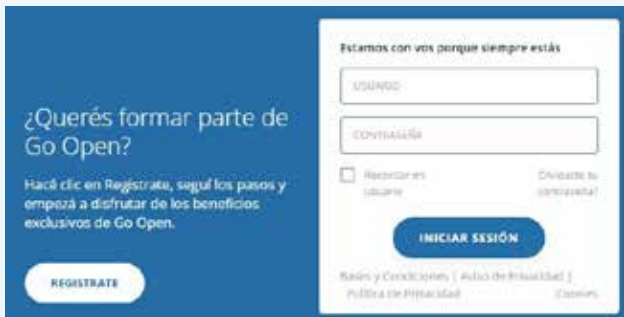 ¿Querés formar parte de
Go Open?
Hacé clic en Registrate, seguí los pasos y
empezá a disfrutar de los beneficios
exclusivos de Go Open.
REGISTRATE
Estamos con vos porque siempre estás
USUARIO
CONTRASEÑA
Recordar mi
usuario
Olvidaste tu
contraseña?
INICIAR SESIÓN
Bases y Condiciones | Aviso de Privacidad |
Política de Privacidad
Cookies